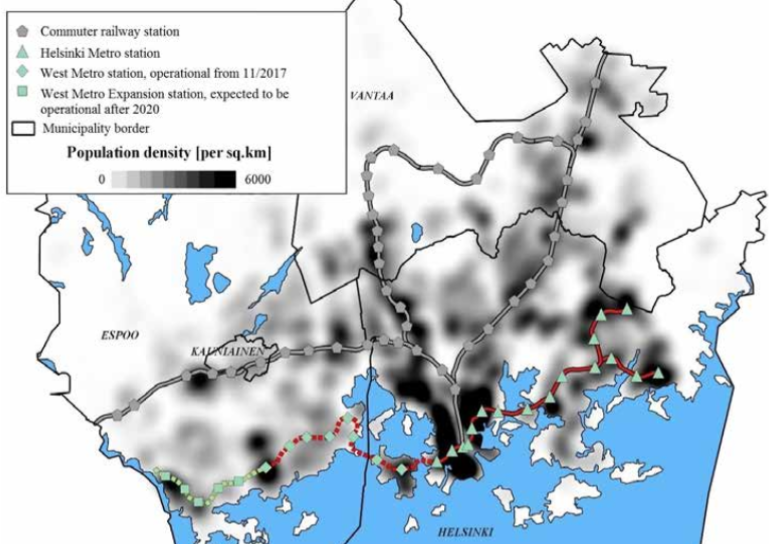 Commuter railway station
Helsinki Metro station
West Metro station, operational from 11/2017
West Metro Expansion station, expected to be
operational after 2020
Municipality border
Population density [per sq.km]
0 6000
VANTAA
ESPOO
KAUNIAINEN
HELSINKI